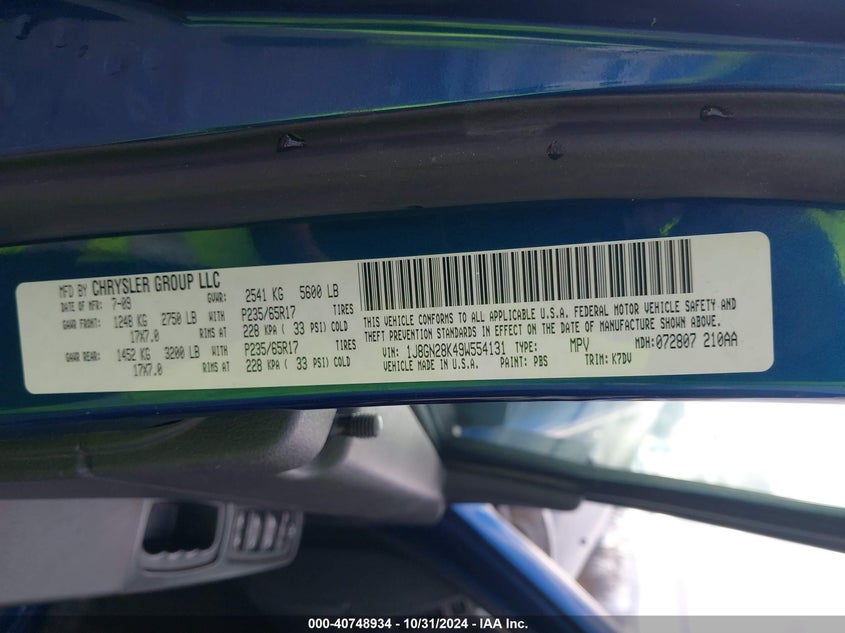 MFD BY CHRYSLER GROUP LLC
DATE OF MFR: 7-09 GVWR: 2541 KG 5600 LB
GAWR FRONT: 1248 KG 2750 LB WITH P235/65R17 TIRES
17X7.0 RIMS AT 228 KPA ( 33 PSI) COLD
GAWR REAR: 1452 KG 3200 LB WITH P235/65R17 TIRES
17X7.0 RIMS AT 228 KPA ( 33 PSI) COLD
THIS VEHICLE CONFORMS TO ALL APPLICABLE U.S.A. FEDERAL MOTOR VEHICLE SAFETY AND
THEFT PREVENTION STANDARDS IN EFFECT ON THE DATE OF MANUFACTURE SHOWN ABOVE.
VIN: 1J8GN28K49W554131 TYPE: MPV MDH: 072807 210AA
VEHICLE MADE IN U.S.A. PAINT: PBS TRIM: K7DV
000-40748934 - 10/31/2024 - IAA Inc.